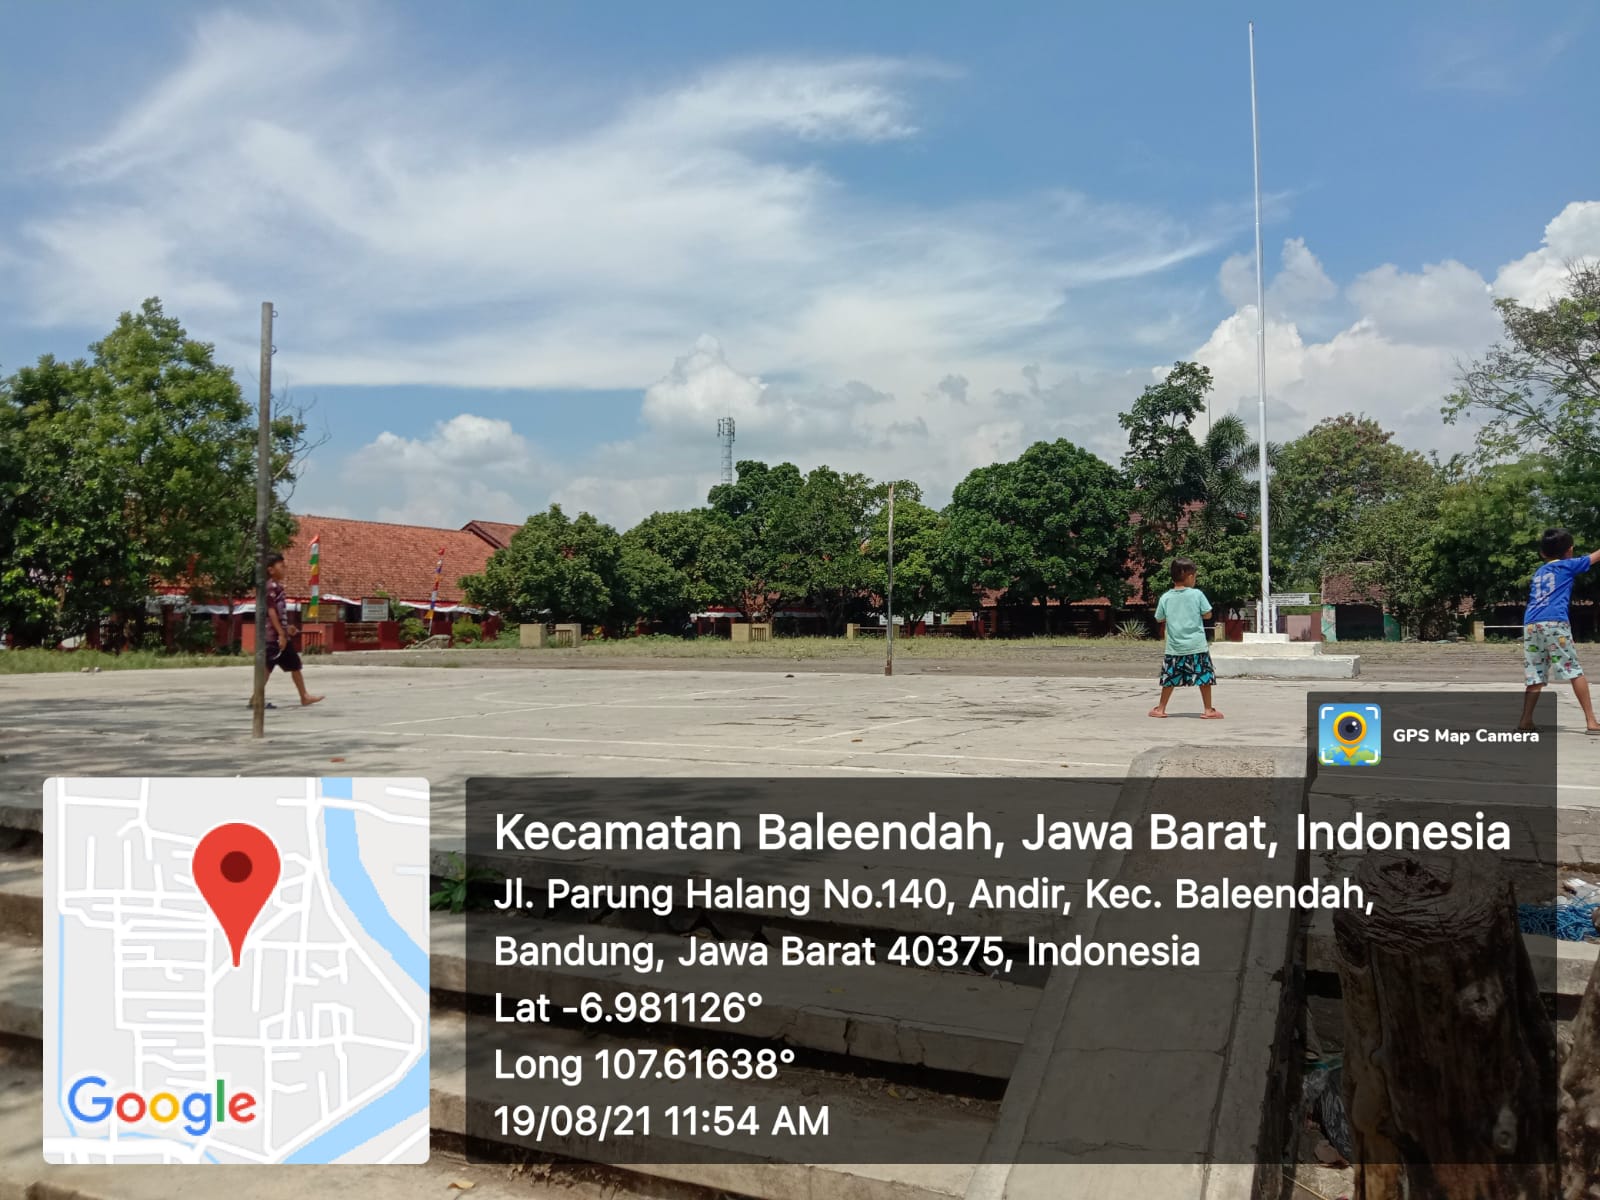 13
GPS Map Camera
Kecamatan Baleendah, Jawa Barat, Indonesia
Jl. Parung Halang No.140, Andir, Kec. Baleendah,
Bandung, Jawa Barat 40375, Indonesia
Lat -6.981126°
Long 107.61638°
19/08/21 11:54 AM
Google